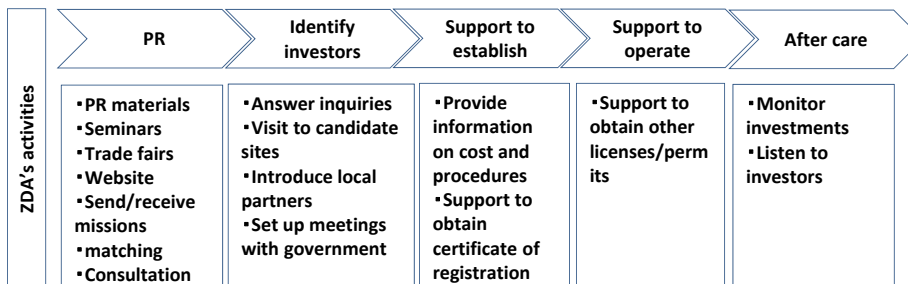 PR
Identify
investors
Support to
establish
Support to
operate
After care
ZDA's activities
▪PR materials
▪Seminars
▪Trade fairs
▪Website
▪Send/receive
missions
▪matching
▪Consultation
▪Answer inquiries
▪Visit to candidate
sites
▪Introduce local
partners
▪Set up meetings
with government
▪Provide
information
on cost and
procedures
▪Support to
obtain
certificate of
registration
▪Support to
obtain other
licenses/perm
its
▪Monitor
investments
▪Listen to
investors